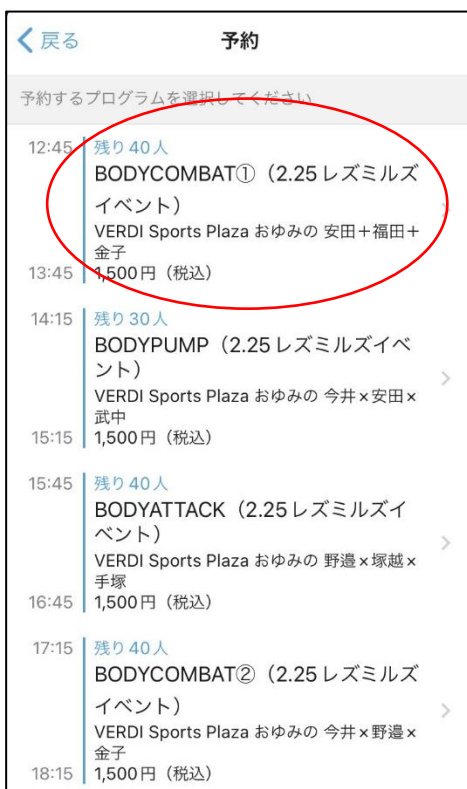 戻る
予約
予約するプログラムを選択してください
12:45
残り40人
BODYCOMBAT①（2.25レズミルズ
イベント）
VERDI Sports Plaza おゆみの 安田＋福田＋
金子
13:45
1,500円（税込）
14:15
残り30人
BODYPUMP（2.25レズミルズイベ
ント）
VERDI Sports Plaza おゆみの 今井×安田×
武中
15:15
1,500円（税込）
15:45
残り40人
BODYATTACK（2.25レズミルズイ
ベント）
VERDI Sports Plaza おゆみの 野邉×塚越×
手塚
16:45
1,500円（税込）
17:15
残り40人
BODYCOMBAT②（2.25レズミルズ
イベント）
VERDI Sports Plaza おゆみの 今井×野邉×
金子
18:15
1,500円（税込）